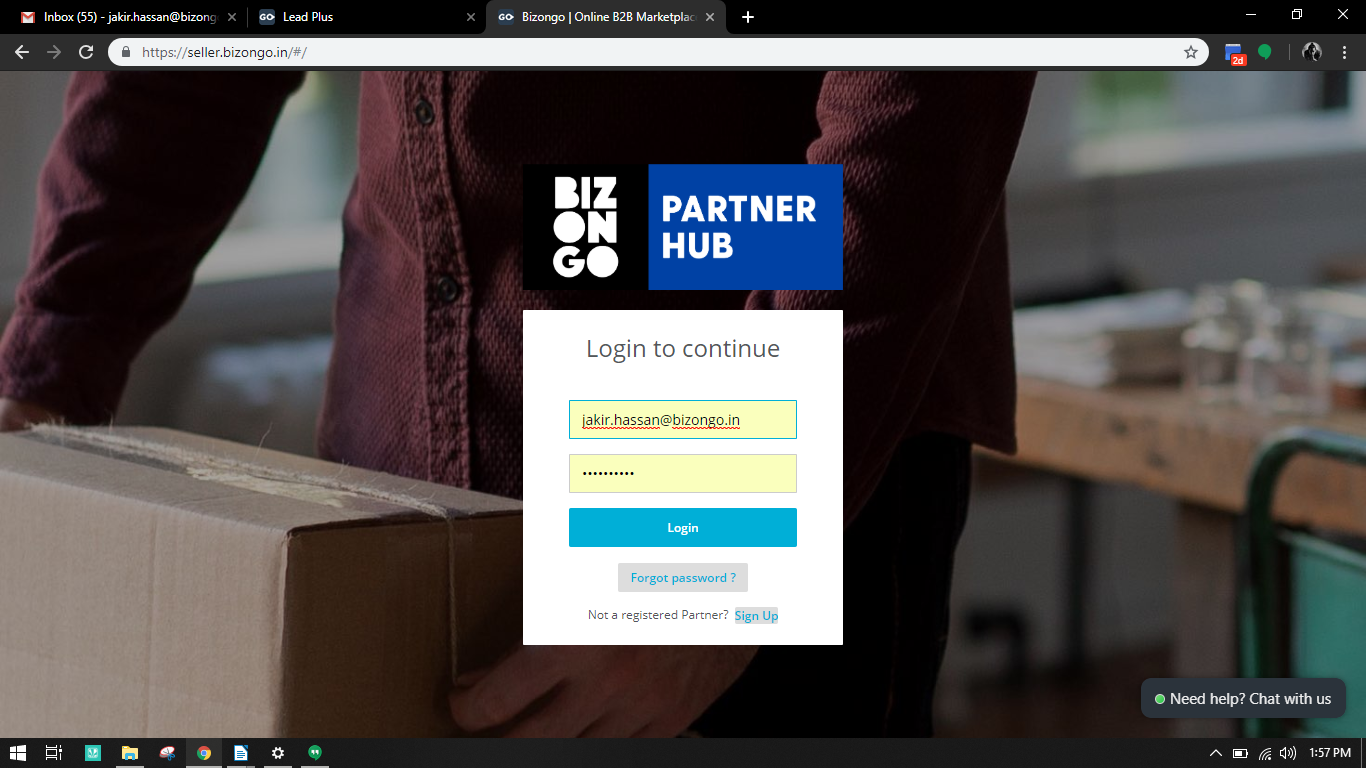 Inbox (55) - jakir.hassan@bizong
Lead Plus
Bizongo | Online B2B Marketplac
https://seller.bizongo.in/#/
2d
BIZ
ON
GO
PARTNER
HUB
Login to continue
jakir.hassan@bizongo.in
••••••••••
Login
Forgot password ?
Not a registered Partner? Sign Up
Need help? Chat with us
1:57 PM